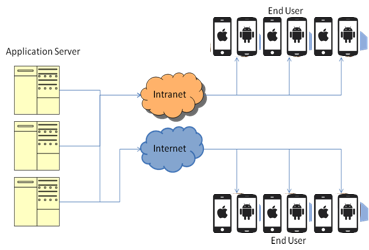 End User
Application Server
Intranet
Internet
End User